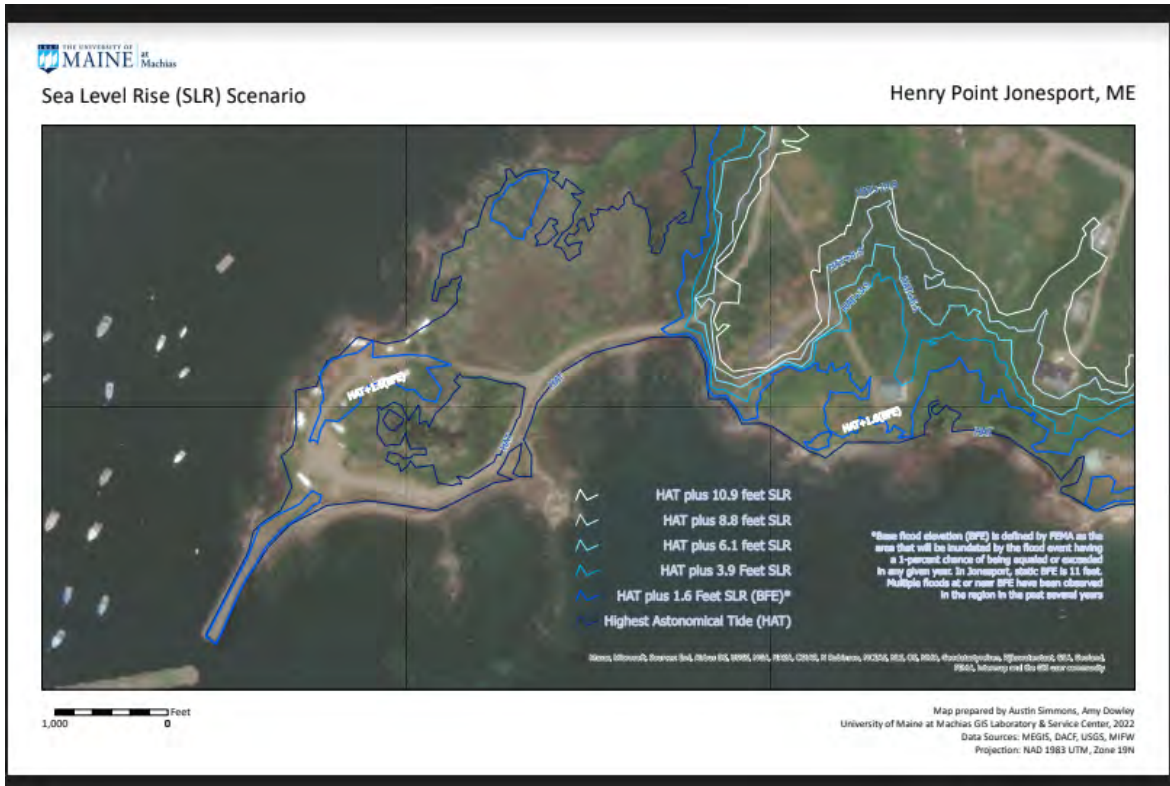 THE UNIVERSITY OF
MAINE at Machias
Sea Level Rise (SLR) Scenario
Henry Point Jonesport, ME
HAT+1.6(BFE)*
HAT
HAT
HAT+1.6(BFE)
HAT
HAT plus 10.9 feet SLR
HAT plus 8.8 feet SLR
HAT plus 6.1 feet SLR
HAT plus 3.9 Feet SLR
HAT plus 1.6 Feet SLR (BFE)*
Highest Astonomical Tide (HAT)
*Base flood elevation (BFE) is defined by FEMA as the
area that will be inundated by the flood event having
a 1-percent chance of being equaled or exceeded
in any given year. In Jonesport, static BFE is 11 feet.
Multiple floods at or near BFE have been observed
in the region in the past several years
Feet
1,000 0
Map prepared by Austin Simmons, Amy Dowley
University of Maine at Machias GIS Laboratory & Service Center, 2022
Data Sources: MEGIS, DACF, USGS, MIFW
Projection: NAD 1983 UTM, Zone 19N